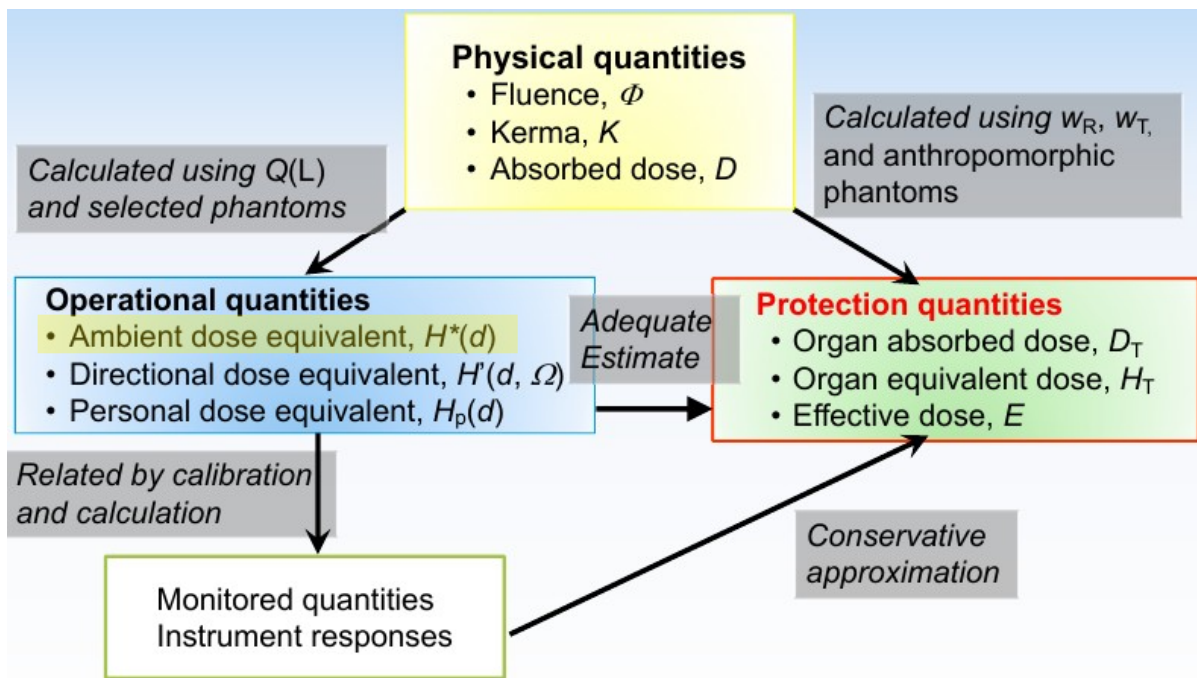 Physical quantities
• Fluence, Φ
• Kerma, K
• Absorbed dose, D
Calculated using Q(L)
and selected phantoms
Calculated using wR, wT,
and anthropomorphic
phantoms
Operational quantities
• Ambient dose equivalent, H*(d)
• Directional dose equivalent, H'(d, Ω)
• Personal dose equivalent, Hp(d)
Adequate
Estimate
Protection quantities
• Organ absorbed dose, DT
• Organ equivalent dose, HT
• Effective dose, E
Related by calibration
and calculation
Conservative
approximation
Monitored quantities
Instrument responses